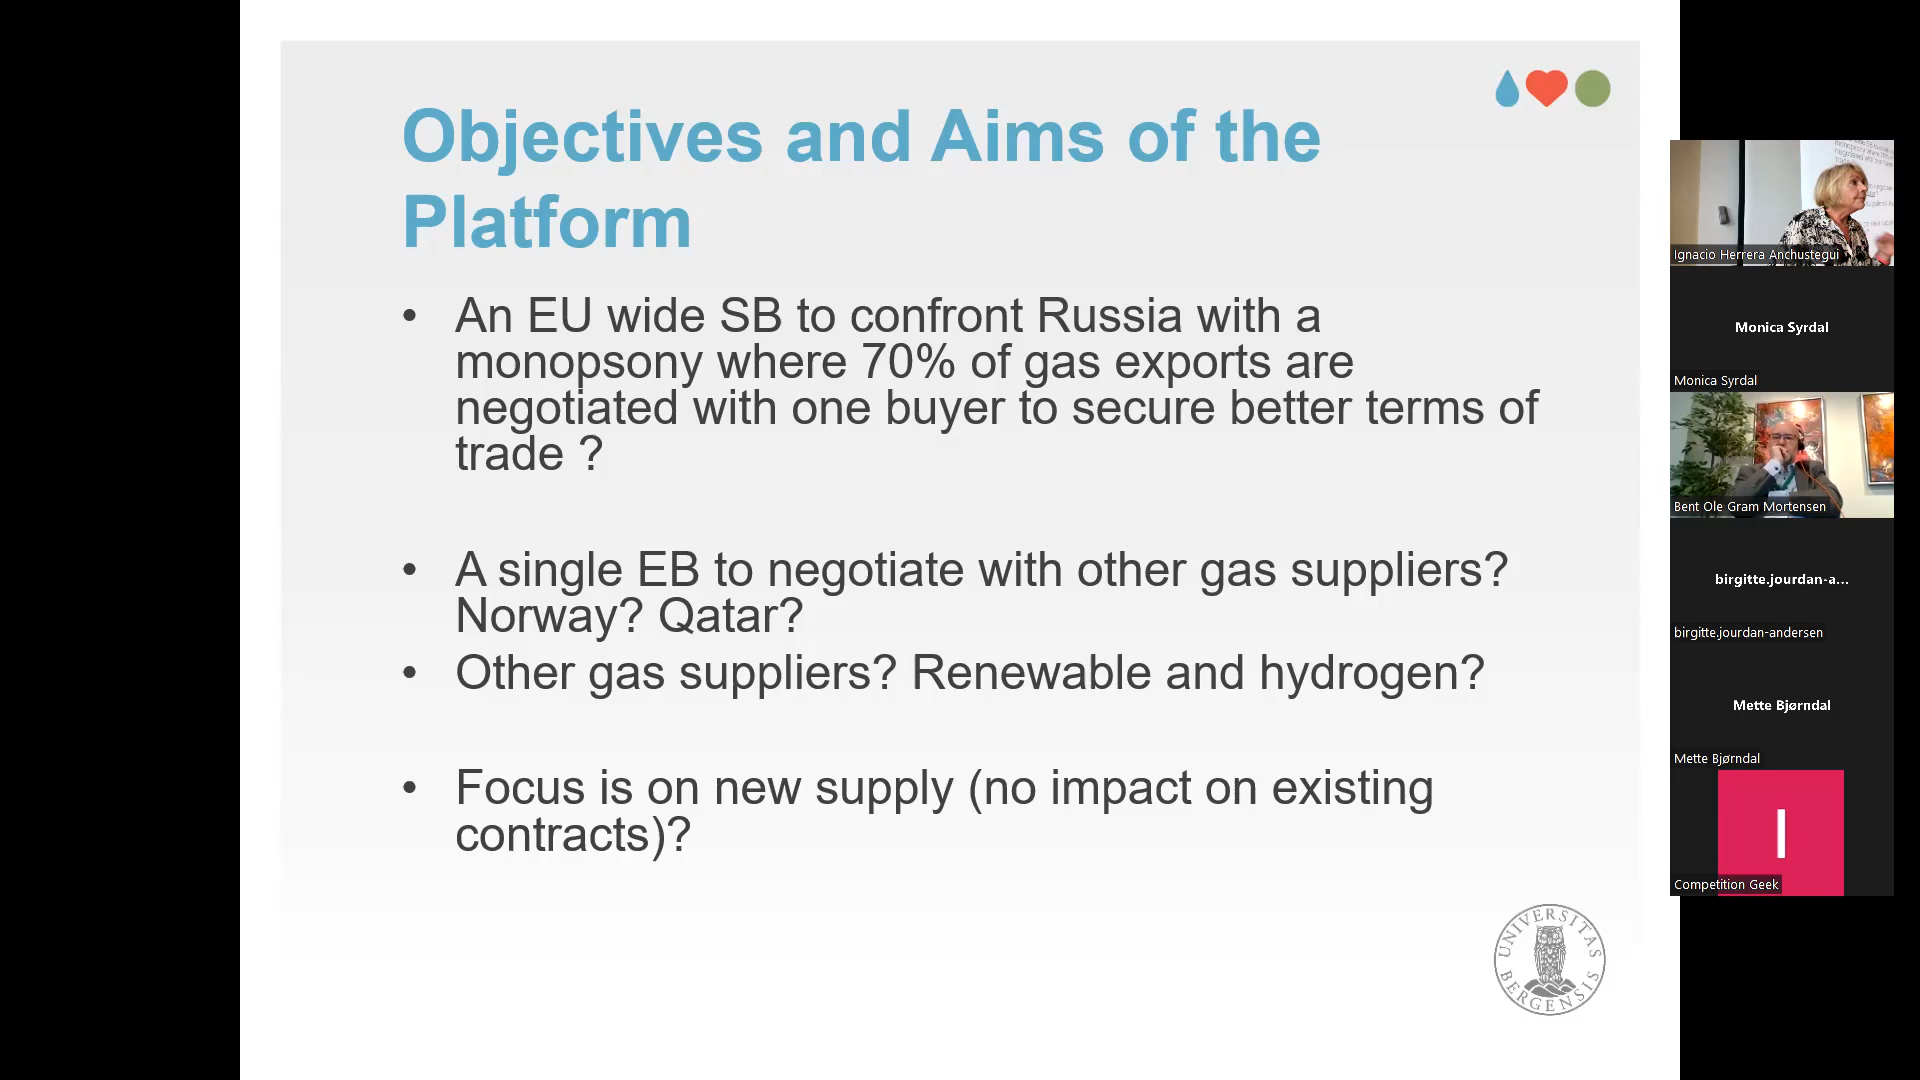 Objectives and Aims of the
Platform
• An EU wide SB to confront Russia with a
monopsony where 70% of gas exports are
negotiated with one buyer to secure better terms of
trade ?
• A single EB to negotiate with other gas suppliers?
Norway? Qatar?
• Other gas suppliers? Renewable and hydrogen?
• Focus is on new supply (no impact on existing
contracts)?
UNIVERSITAS
BERGENSIS
Ignacio Herrera Anchustegui
Monica Syrdal
Monica Syrdal
Bent Ole Gram Mortensen
birgitte.jourdan-a...
birgitte.jourdan-andersen
Mette Bjørndal
Mette Bjørndal
I
Competition Geek